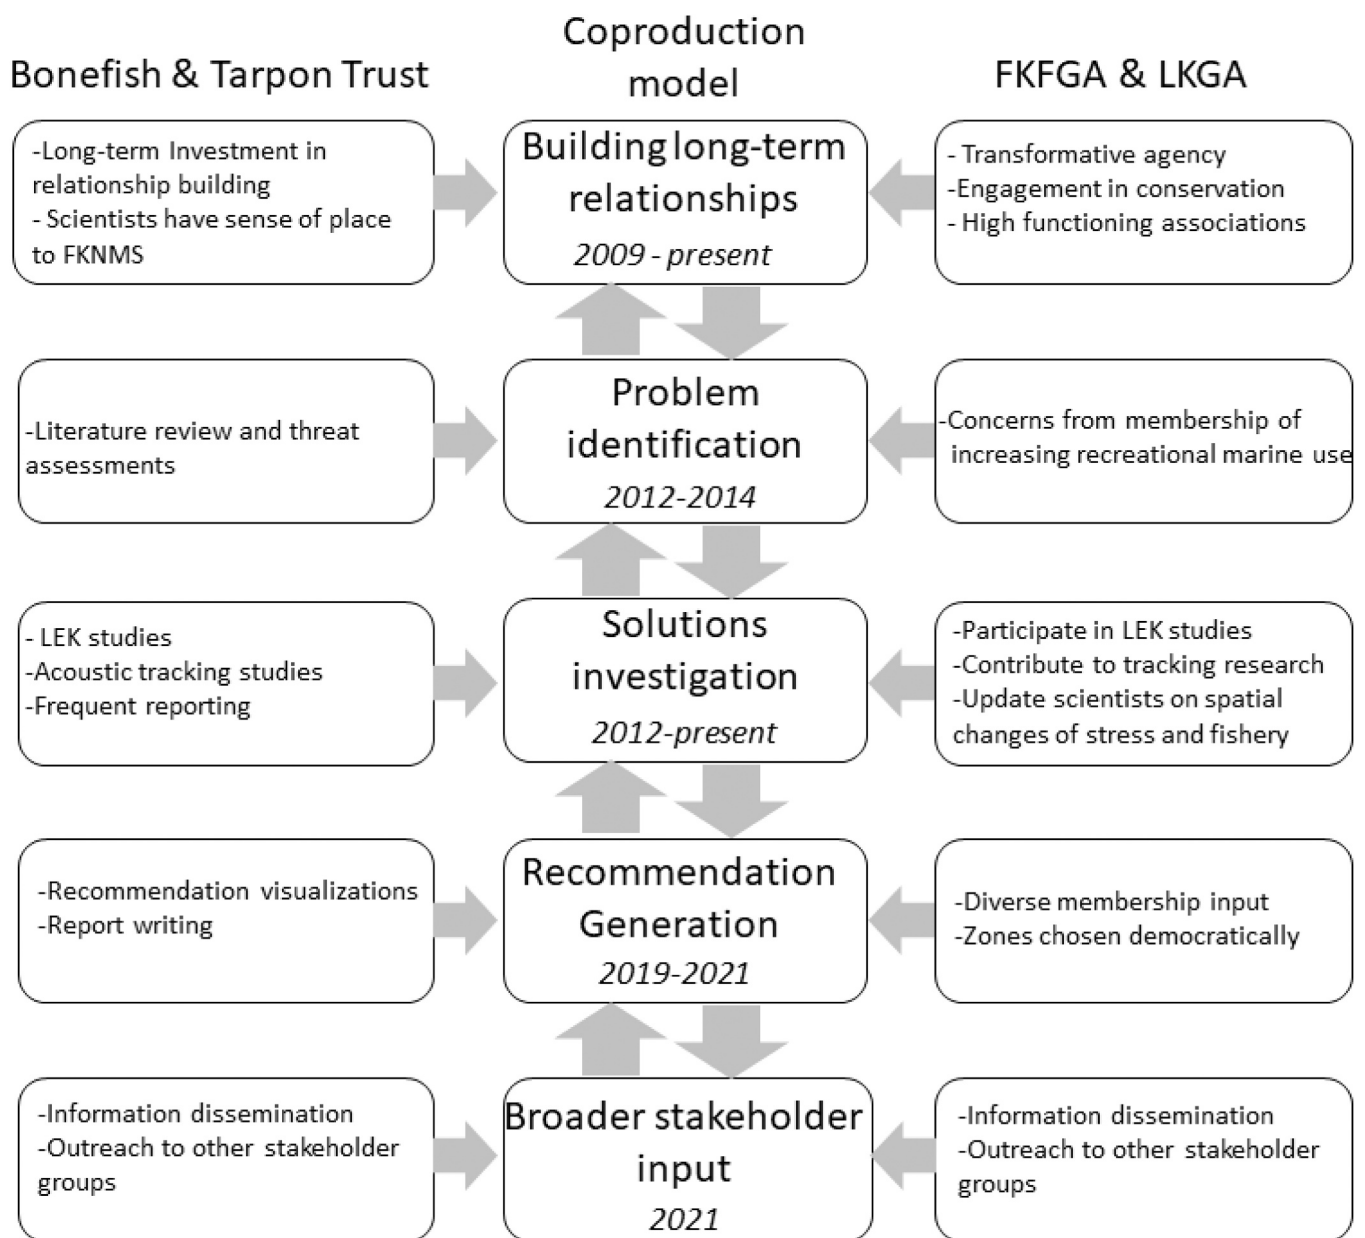 Coproduction
model
Bonefish & Tarpon Trust
FKFGA & LKGA
-Long-term Investment in
relationship building
- Scientists have sense of place
to FKNMS
Building long-term
relationships
2009 - present
- Transformative agency
-Engagement in conservation
- High functioning associations
-Literature review and threat
assessments
Problem
identification
2012-2014
-Concerns from membership of
increasing recreational marine use
- LEK studies
-Acoustic tracking studies
-Frequent reporting
Solutions
investigation
2012-present
-Participate in LEK studies
-Contribute to tracking research
-Update scientists on spatial
changes of stress and fishery
-Recommendation visualizations
-Report writing
Recommendation
Generation
2019-2021
-Diverse membership input
-Zones chosen democratically
-Information dissemination
-Outreach to other stakeholder
groups
Broader stakeholder
input
2021
-Information dissemination
-Outreach to other stakeholder
groups